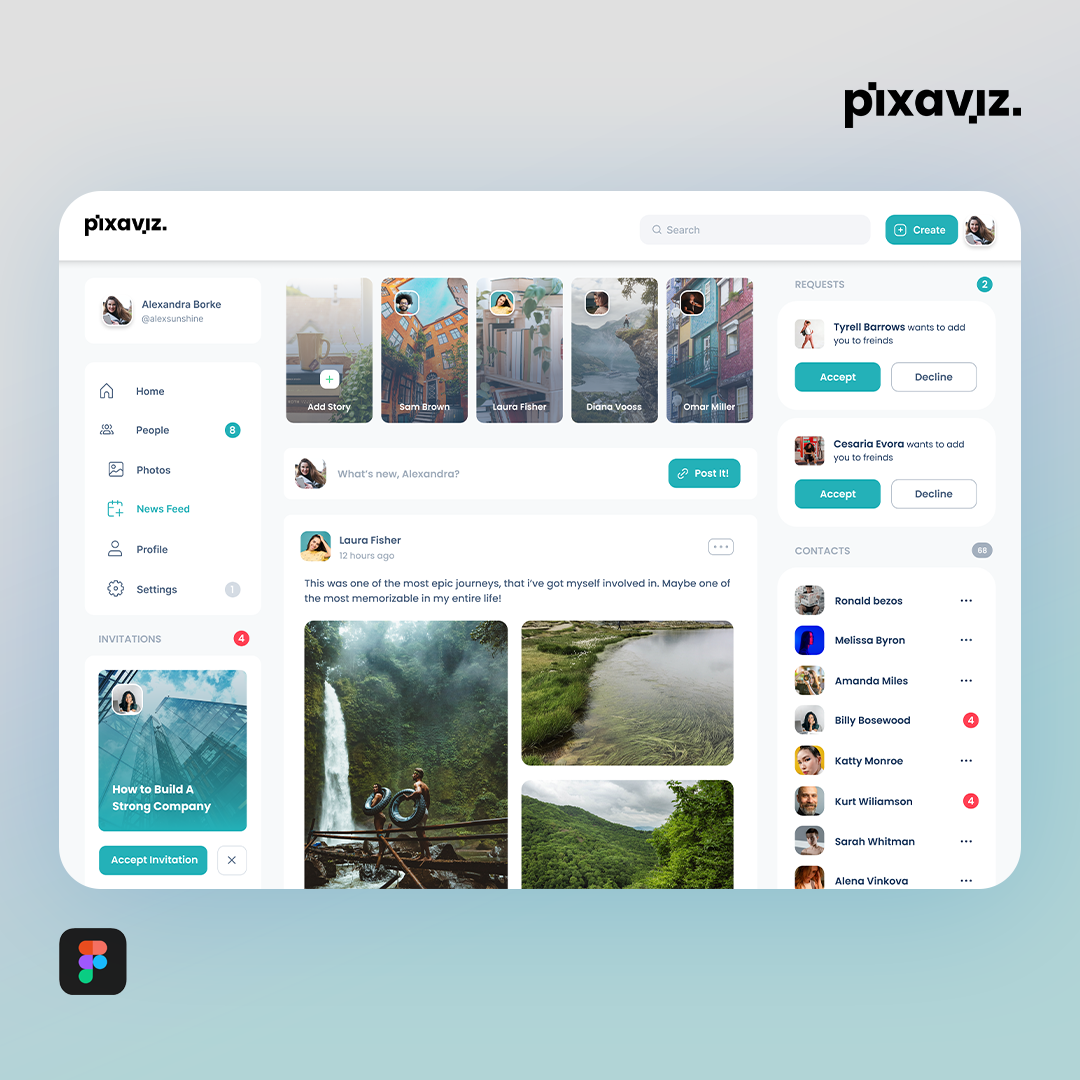 pixaviz.
pixaviz.
Search
Create
Alexandra Borke
@alexsunshine
Home
People
8
Photos
News Feed
Profile
Settings
1
INVITATIONS
4
How to Build A
Strong Company
Accept Invitation
Add Story
Sam Brown
Laura Fisher
Diana Vooss
Omar Miller
What's new, Alexandra?
Post It!
Laura Fisher
12 hours ago
This was one of the most epic journeys, that i've got myself involved in. Maybe one of
the most memorizable in my entire life!
REQUESTS
2
Tyrell Barrows wants to add
you to freinds
Accept
Decline
Cesaria Evora wants to add
you to freinds
Accept
Decline
CONTACTS
68
Ronald bezos
Melissa Byron
Amanda Miles
Billy Bosewood
4
Katty Monroe
Kurt Wiliamson
4
Sarah Whitman
Alena Vinkova